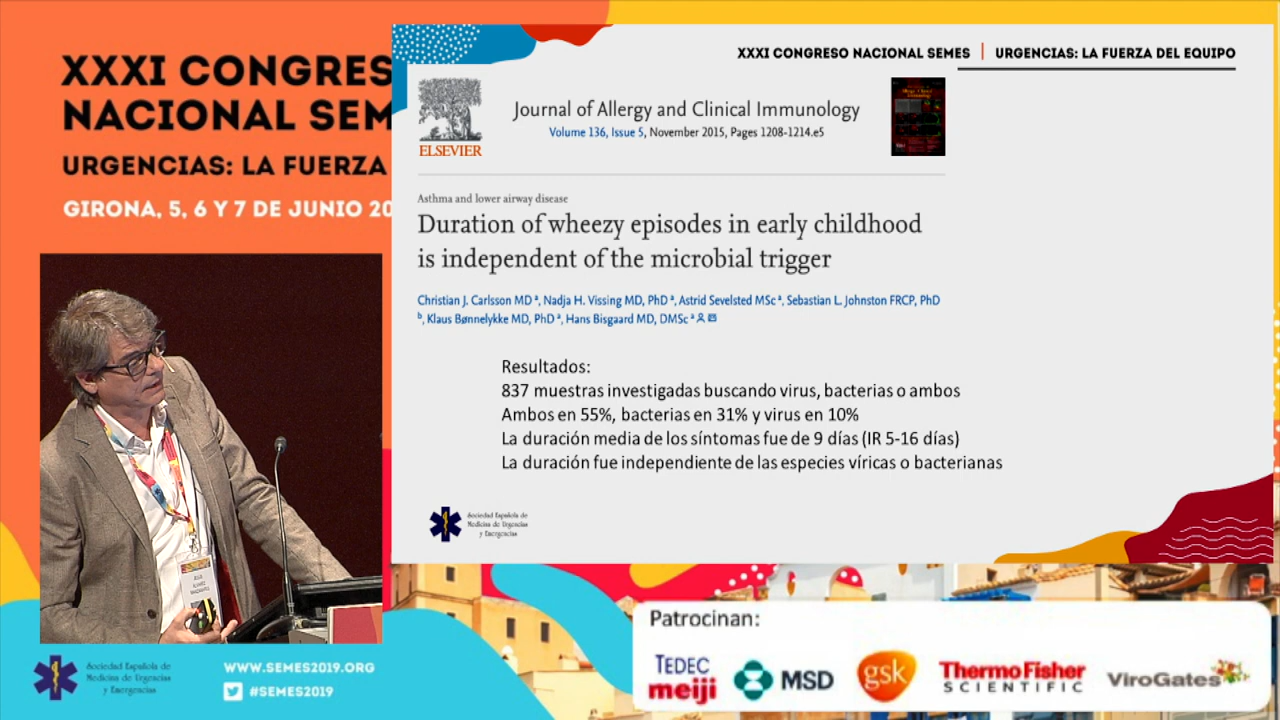 XXXI CONGRES
NACIONAL SEM
URGENCIAS: LA FUERZA
GIRONA, 5, 6 Y 7 DE JUNIO 20
XXXI CONGRESO NACIONAL SEMES | URGENCIAS: LA FUERZA DEL EQUIPO
ELSEVIER
Journal of Allergy and Clinical Immunology
Volume 136, Issue 5, November 2015, Pages 1208-1214.e5
Asthma and lower airway disease
Duration of wheezy episodes in early childhood
is independent of the microbial trigger
Christian J. Carlsson MD ª, Nadja H. Vissing MD, PhD ª, Astrid Sevelsted MSc ª, Sebastian L. Johnston FRCP, PhD
ᵇ, Klaus Bønnelykke MD, PhD ª, Hans Bisgaard MD, DMSc ª
Resultados:
837 muestras investigadas buscando virus, bacterias o ambos
Ambos en 55%, bacterias en 31% y virus en 10%
La duración media de los síntomas fue de 9 días (IR 5-16 días)
La duración fue independiente de las especies víricas o bacterianas
Sociedad Española de
Medicina de Urgencias
y Emergencias
Sociedad Española de
Medicina de Urgencias
y Emergencias
WWW.SEMES2019.ORG
#SEMES2019
Patrocinan:
TEDEC
meiji
MSD
gsk
ThermoFisher
SCIENTIFIC
ViroGates